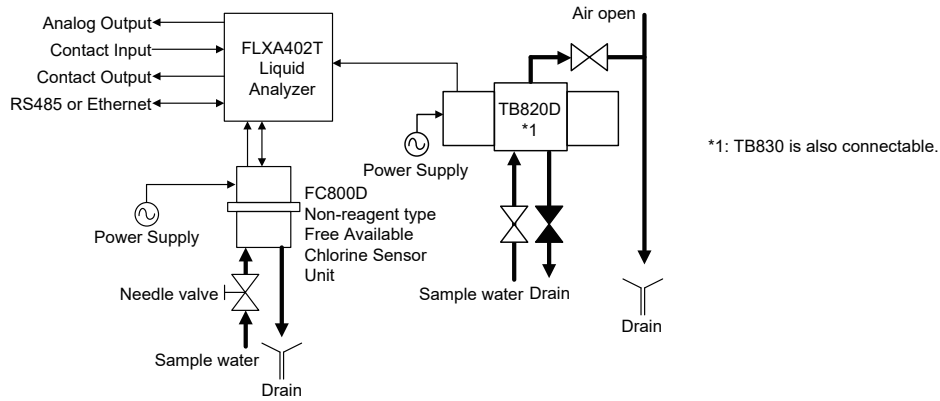 Analog Output
Contact Input
Contact Output
RS485 or Ethernet
FLXA402T
Liquid
Analyzer
Air open
TB820D
*1
Power Supply
*1: TB830 is also connectable.
FC800D
Non-reagent type
Free Available
Chlorine Sensor
Unit
Power Supply
Needle valve
Sample water
Drain
Sample water
Drain
Drain